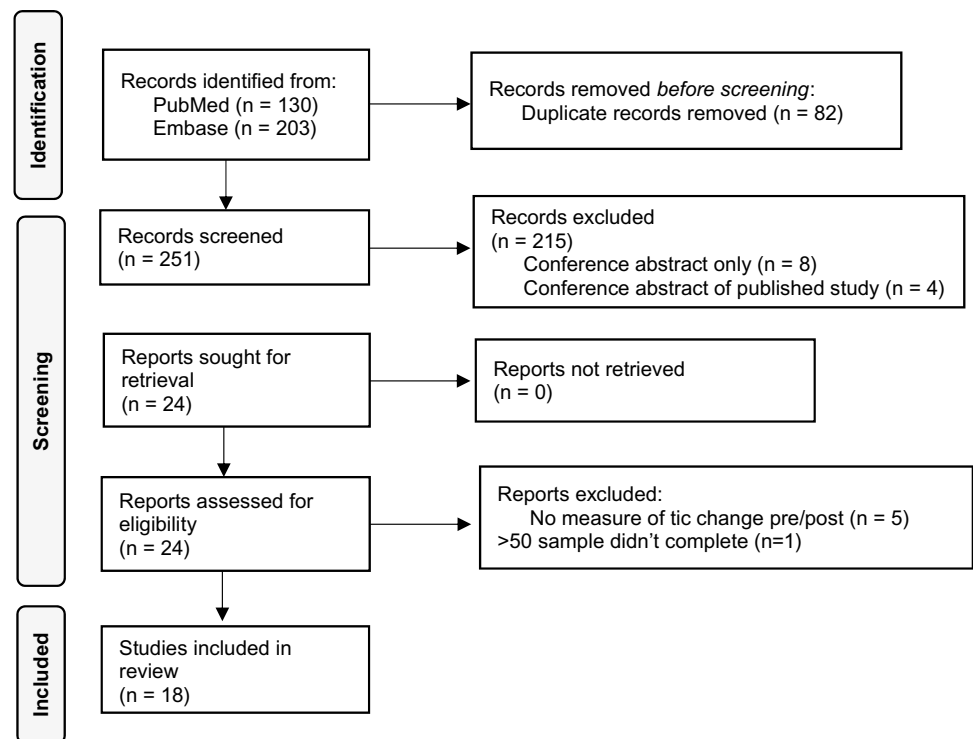 Identification
Records identified from:
PubMed (n = 130)
Embase (n = 203)
Records removed before screening:
Duplicate records removed (n = 82)
Screening
Records screened
(n = 251)
Records excluded
(n = 215)
Conference abstract only (n = 8)
Conference abstract of published study (n = 4)
Reports sought for
retrieval
(n = 24)
Reports not retrieved
(n = 0)
Reports assessed for
eligibility
(n = 24)
Reports excluded:
No measure of tic change pre/post (n = 5)
>50 sample didn’t complete (n=1)
Included
Studies included in
review
(n = 18)